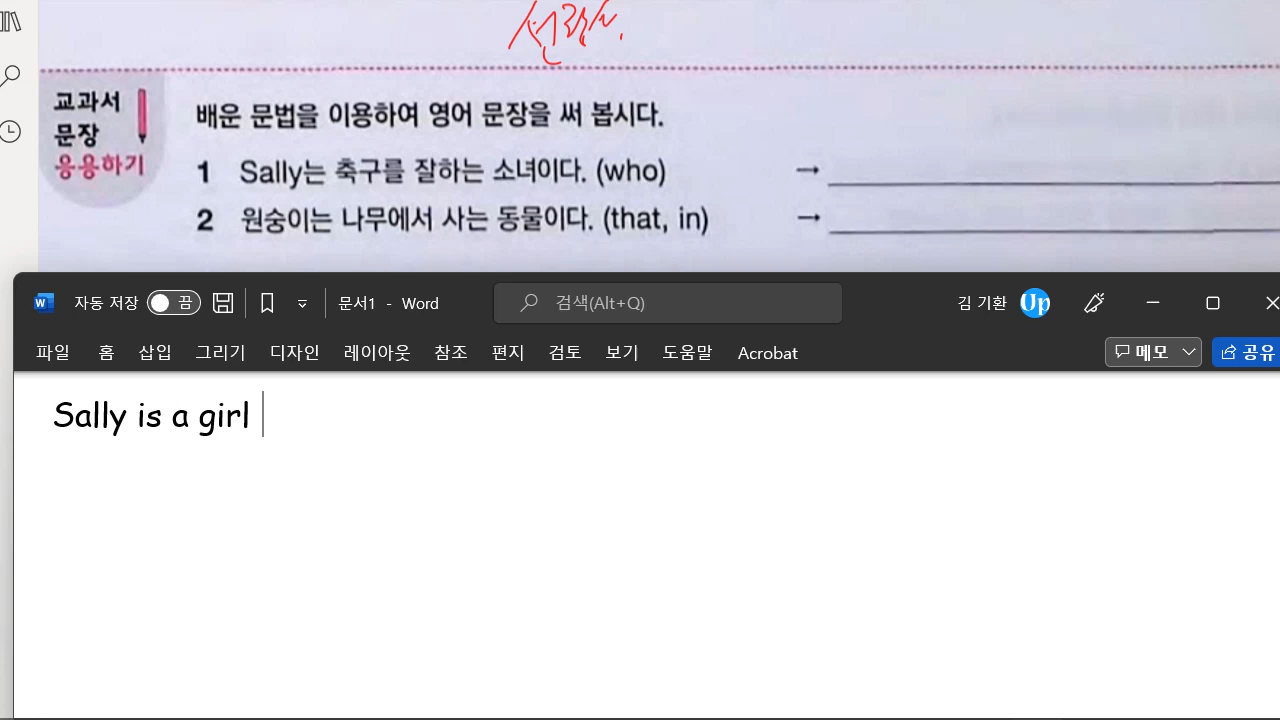 선행사.
교과서
문장
응용하기
배운 문법을 이용하여 영어 문장을 써 봅시다.
1 Sally는 축구를 잘하는 소녀이다. (who) →
2 원숭이는 나무에서 사는 동물이다. (that, in) →
자동 저장 끔 문서1 - Word 검색(Alt+Q) 김 기환 Up
파일 홈 삽입 그리기 디자인 레이아웃 참조 편지 검토 보기 도움말 Acrobat 메모 공유
Sally is a girl